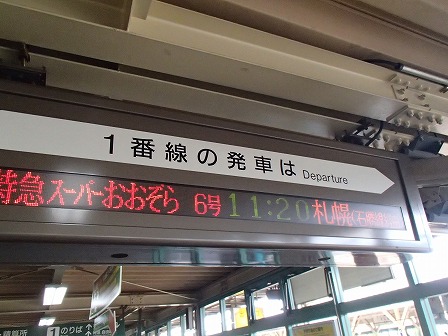 1番線の発車は Departure
特急 スーパーおおぞら 6号 11:20 札幌
1のりば